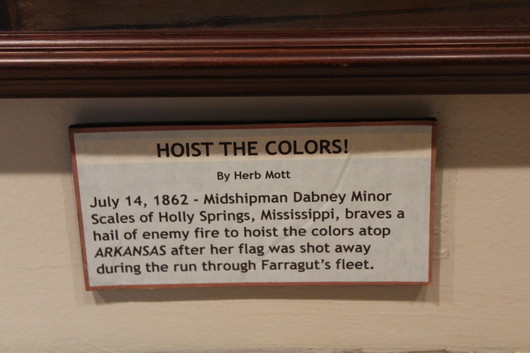 HOIST THE COLORS!
By Herb Mott
July 14, 1862 - Midshipman Dabney Minor
Scales of Holly Springs, Mississippi, braves a
hail of enemy fire to hoist the colors atop
ARKANSAS after her flag was shot away
during the run through Farragut's fleet.